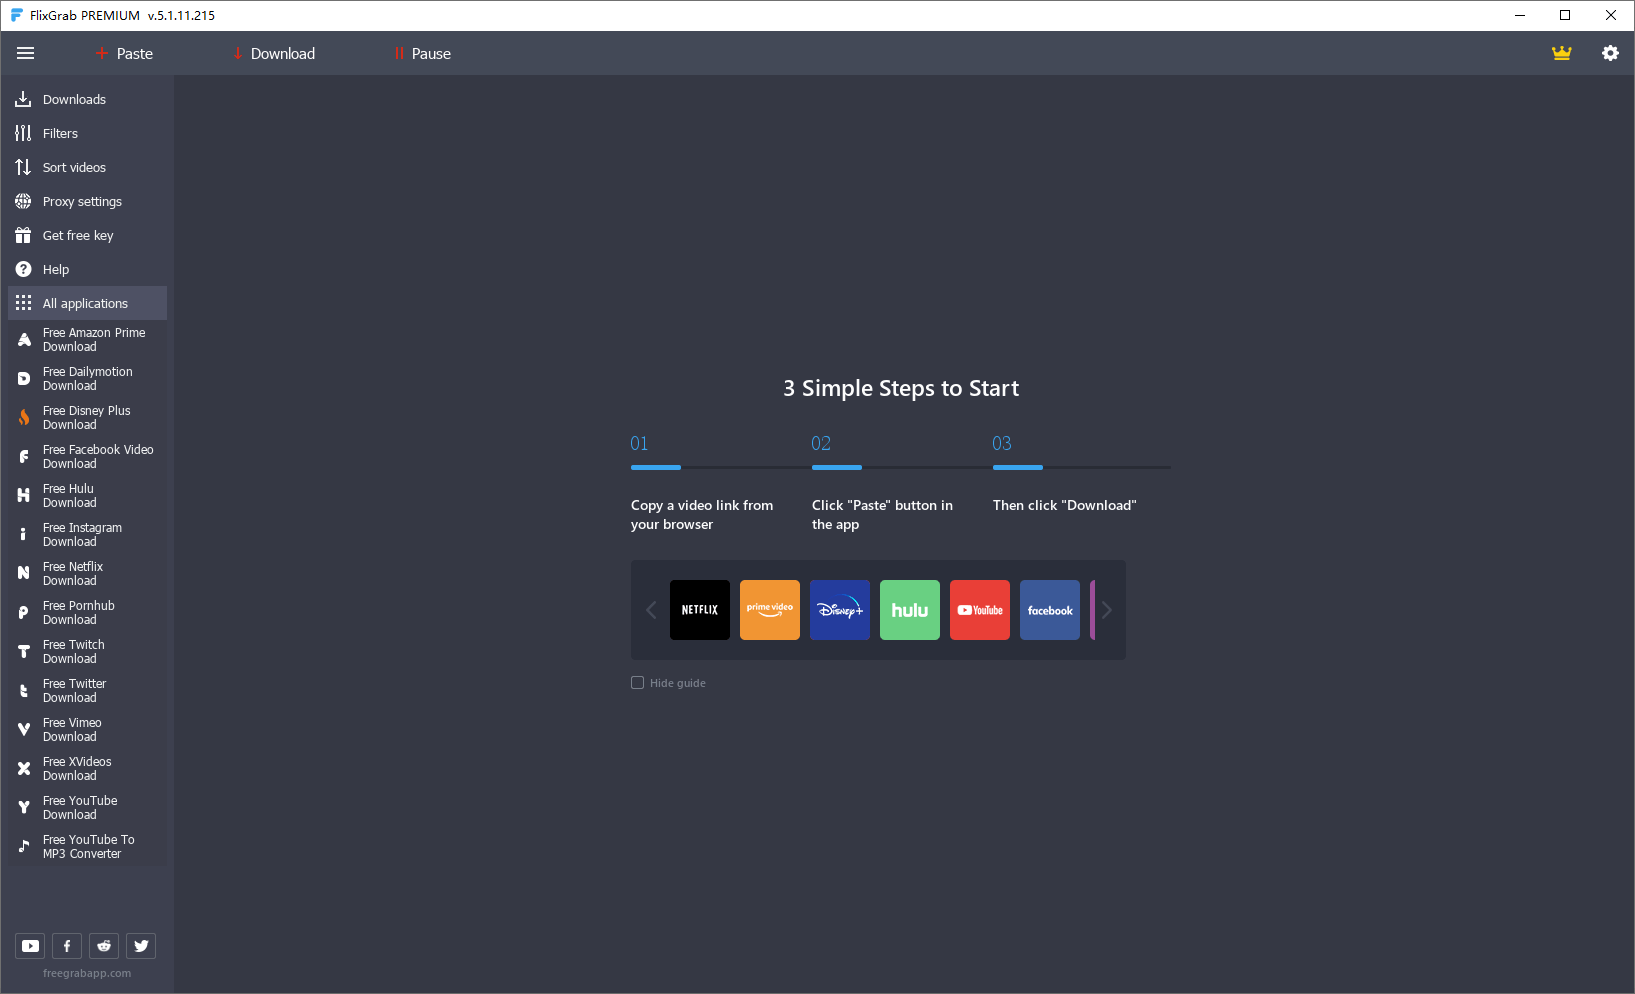 FlixGrab PREMIUM v.5.1.11.215
Paste
Download
Pause
Downloads
Filters
Sort videos
Proxy settings
Get free key
Help
All applications
Free Amazon Prime
Download
Free Dailymotion
Download
Free Disney Plus
Download
Free Facebook Video
Download
Free Hulu
Download
Free Instagram
Download
Free Netflix
Download
Free Pornhub
Download
Free Twitch
Download
Free Twitter
Download
Free Vimeo
Download
Free XVideos
Download
Free YouTube
Download
Free YouTube To
MP3 Converter
freegrabapp.com
3 Simple Steps to Start
01
02
03
Copy a video link from
your browser
Click "Paste" button in
the app
Then click "Download"
NETFLIX
prime video
Disney+
hulu
YouTube
facebook
Hide guide